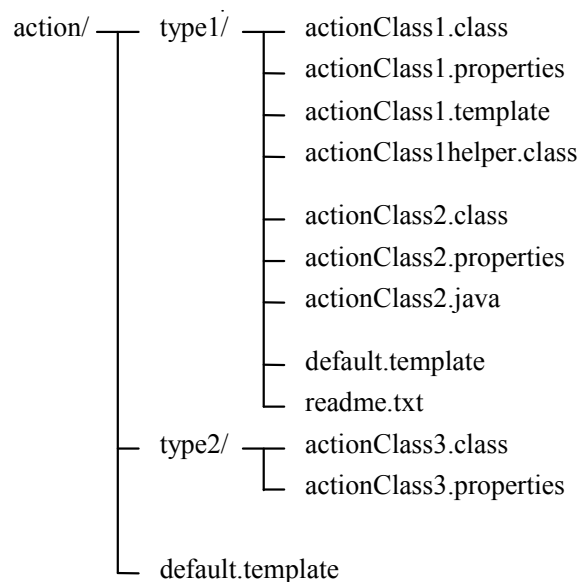 action/ type1/ actionClass1.class
actionClass1.properties
actionClass1.template
actionClass1helper.class
actionClass2.class
actionClass2.properties
actionClass2.java
default.template
readme.txt
type2/ actionClass3.class
actionClass3.properties
default.template